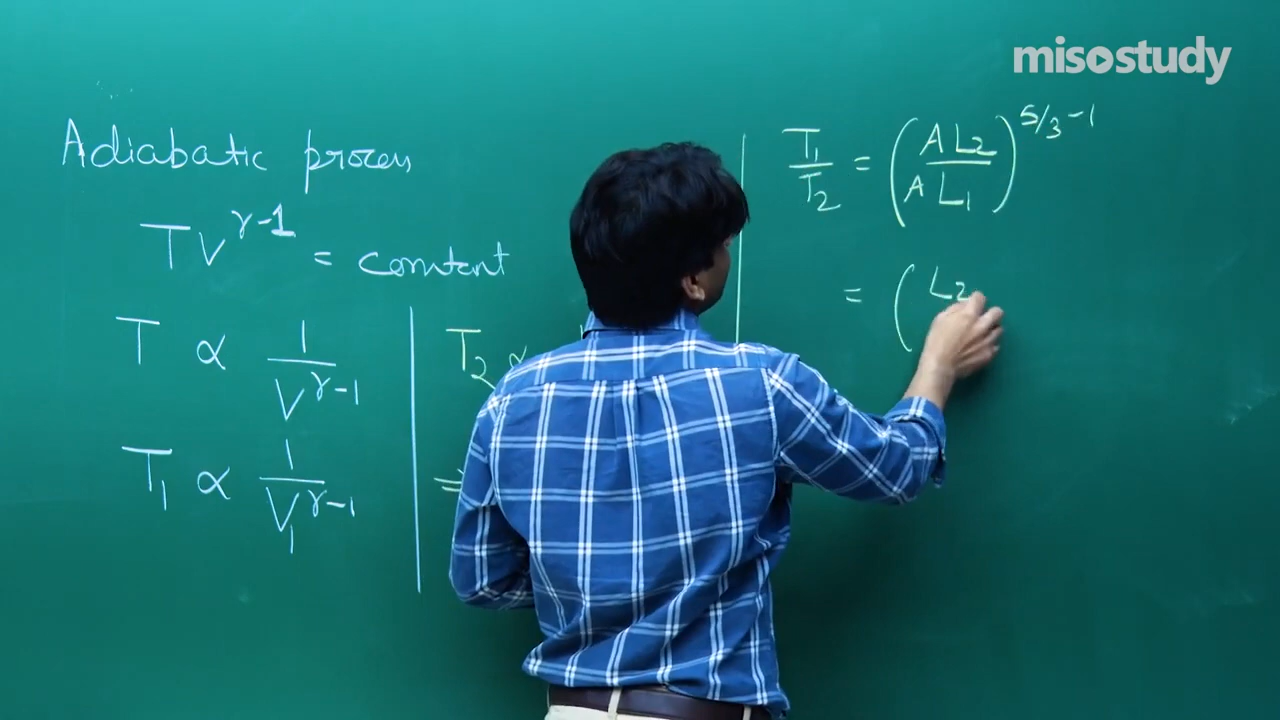 misostudy
Adiabatic process
TV^γ-1 = constant
T ∝ 1/V^γ-1
T₁ ∝ 1/V₁^γ-1
T₂ ∝
=
T₁/T₂ = (AL₂/AL₁)^5/3-1
= (L₂